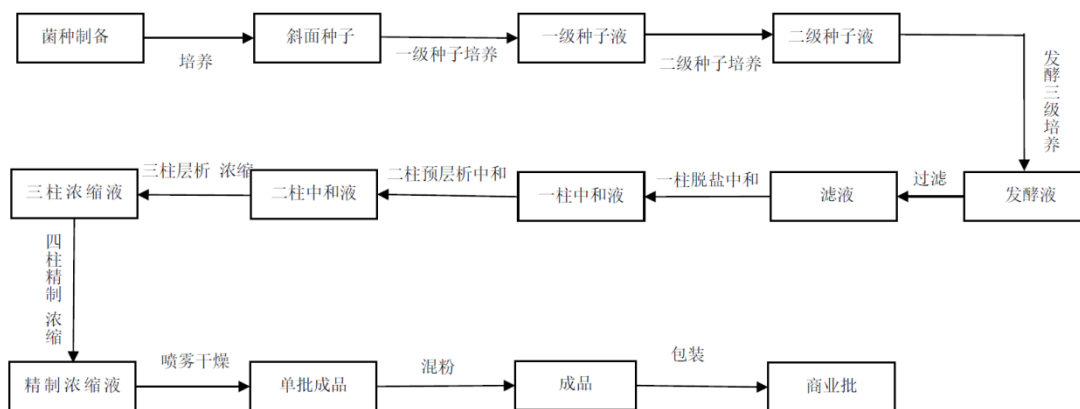 菌种制备
培养
斜面种子
一级种子培养
一级种子液
二级种子培养
二级种子液
发酵三级培养
发酵液
过滤
滤液
一柱脱盐中和
一柱中和液
二柱预层析中和
二柱中和液
三柱层析 浓缩
三柱浓缩液
四柱精制 浓缩
精制浓缩液
喷雾干燥
单批成品
混粉
成品
包装
商业批